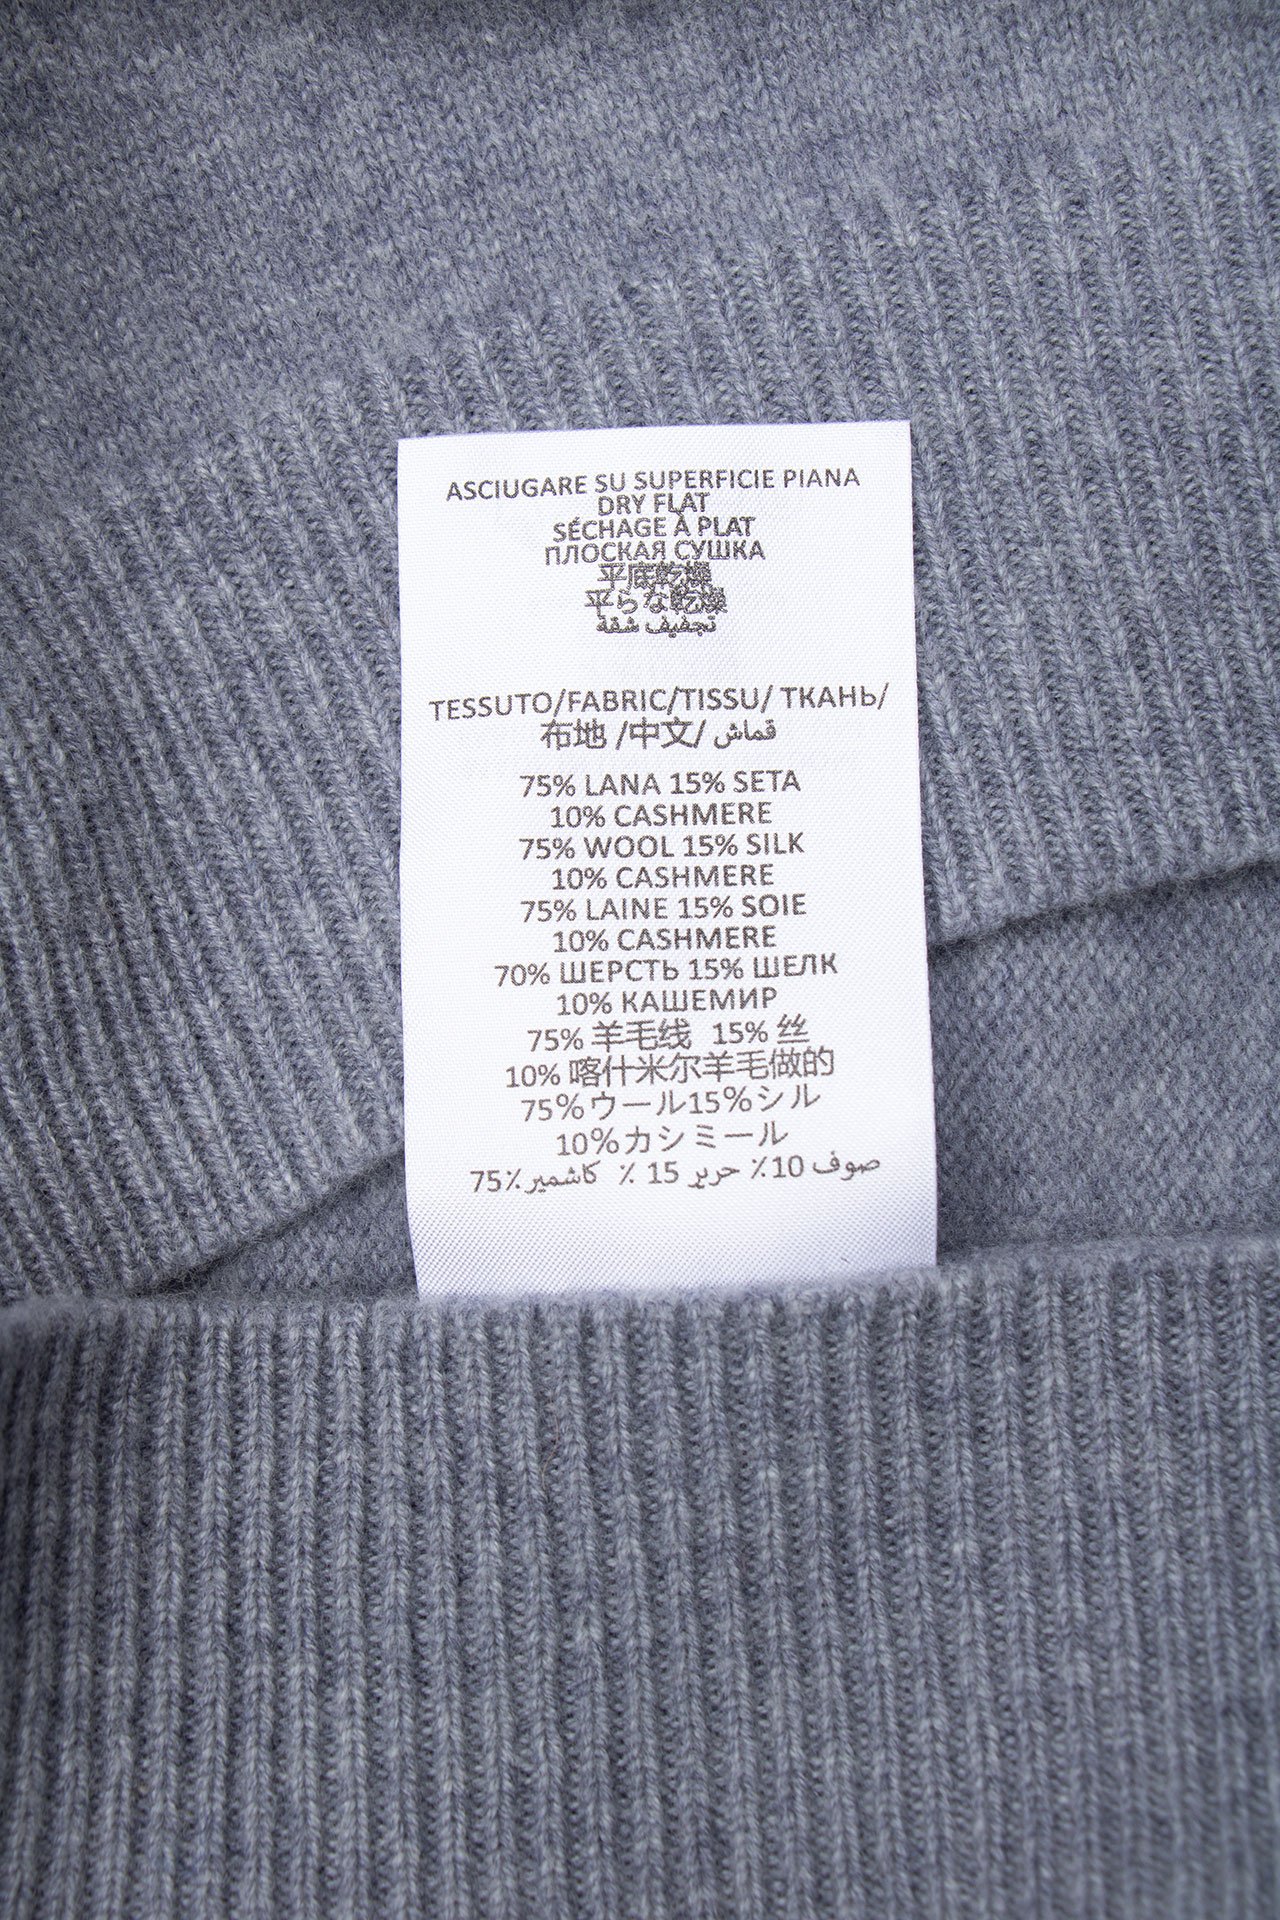 ASCIUGARE SU SUPERFICIE PIANA
DRY FLAT
SÉCHAGE À PLAT
ПЛОСКАЯ СУШКА
平底乾燥
平らな乾燥
تجفيف شقة
TESSUTO/FABRIC/TISSU/ ТКАНЬ/
布地 /中文/ قماش
75% LANA 15% SETA
10% CASHMERE
75% WOOL 15% SILK
10% CASHMERE
75% LAINE 15% SOIE
10% CASHMERE
70% ШЕРСТЬ 15% ШЕЛК
10% КАШЕМИР
75% 羊毛线 15% 丝
10% 喀什米尔羊毛做的
75%ウール15%シル
10%カシミール
75٪ صوف 10٪ حرير 15 ٪ كاشمير